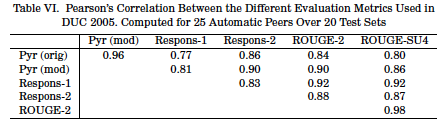 Table VI. Pearson's Correlation Between the Different Evaluation Metrics Used in
DUC 2005. Computed for 25 Automatic Peers Over 20 Test Sets
Pyr (mod) Respons-1 Respons-2 ROUGE-2 ROUGE-SU4
Pyr (orig) 0.96 0.77 0.86 0.84 0.80
Pyr (mod) 0.81 0.90 0.90 0.86
Respons-1 0.83 0.92 0.92
Respons-2 0.88 0.87
ROUGE-2 0.98